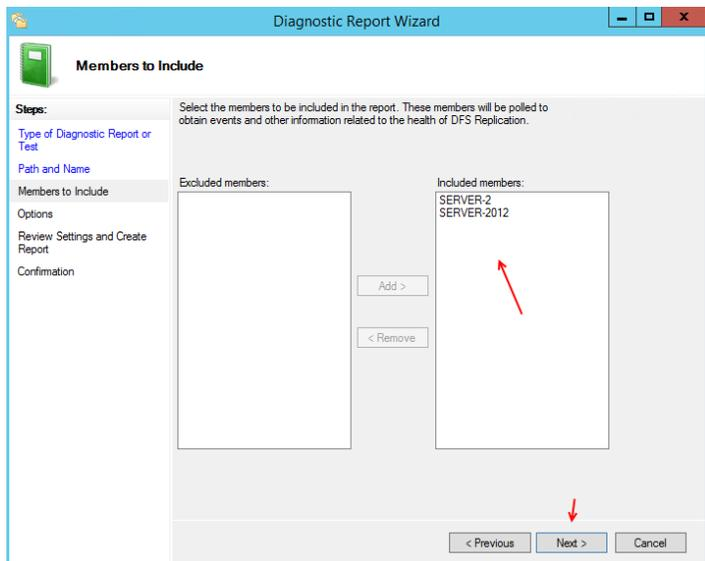 Diagnostic Report Wizard
Members to Include
Steps:
Type of Diagnostic Report or
Test
Path and Name
Members to Include
Options
Review Settings and Create
Report
Confirmation
Select the members to be included in the report. These members will be polled to
obtain events and other information related to the health of DFS Replication.
Excluded members:
Included members:
SERVER-2
SERVER-2012
Add >
< Remove
< Previous
Next >
Cancel